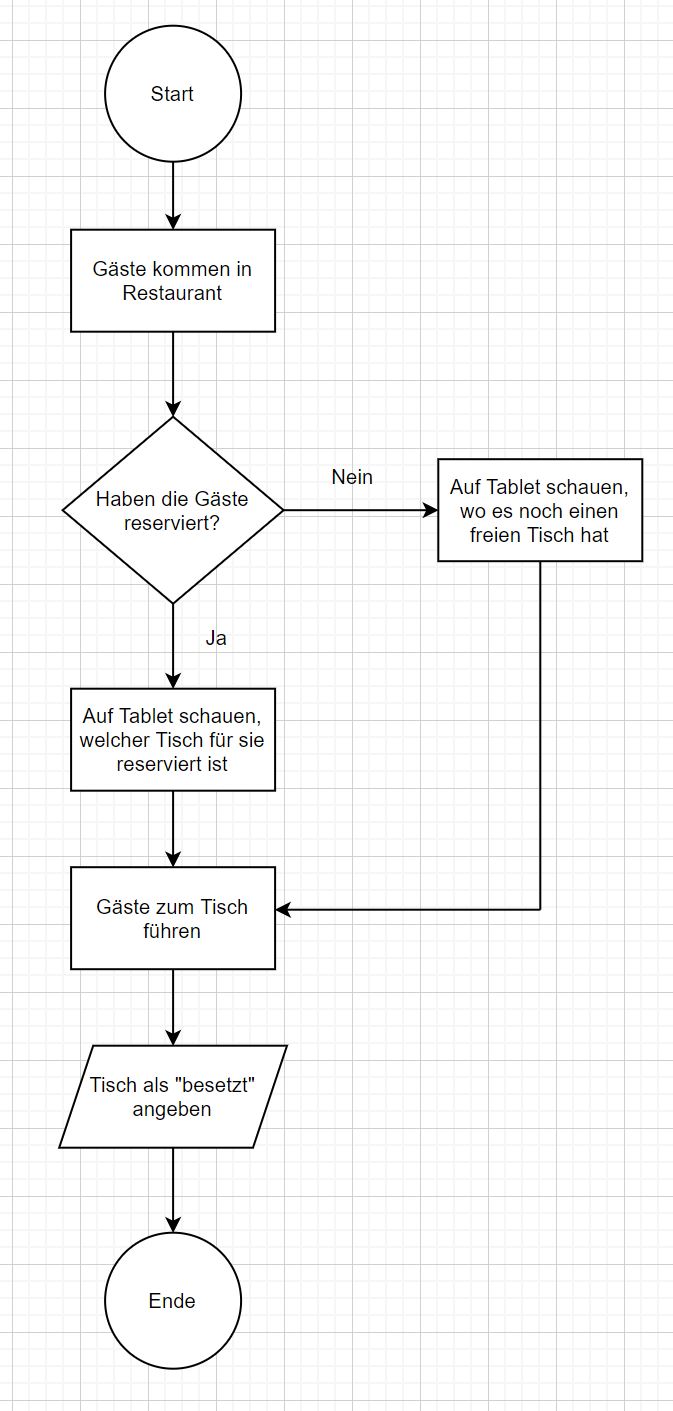 Start
Gäste kommen in
Restaurant
Haben die Gäste
reserviert?
Nein
Auf Tablet schauen,
wo es noch einen
freien Tisch hat
Ja
Auf Tablet schauen,
welcher Tisch für sie
reserviert ist
Gäste zum Tisch
führen
Tisch als "besetzt"
angeben
Ende